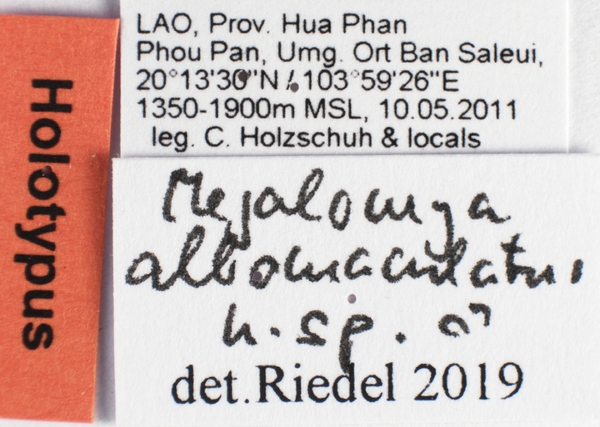 LAO, Prov. Hua Phan
Phou Pan, Umg. Ort Ban Saleui,
20°13'30"N / 103°59'26"E
1350-1900m MSL, 10.05.2011
leg. C. Holzschuh & locals
Holotypus
albomaculatus
n. sp. ♂
det. Riedel 2019